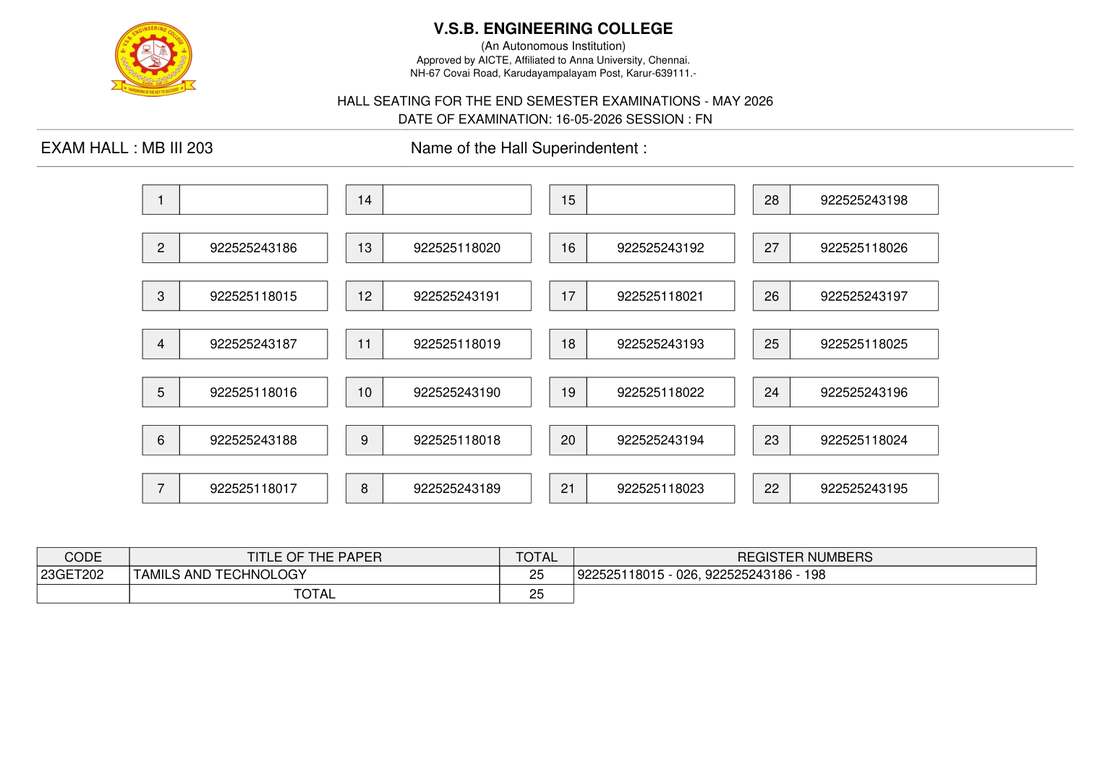 V.S.B. ENGINEERING COLLEGE
(An Autonomous Institution)
Approved by AICTE, Affiliated to Anna University, Chennai.
NH-67 Covai Road, Karudayampalayam Post, Karur-639111.-
HALL SEATING FOR THE END SEMESTER EXAMINATIONS - MAY 2026
DATE OF EXAMINATION: 16-05-2026 SESSION : FN
EXAM HALL : MB III 203 Name of the Hall Superindentent :
1 14 15 28 922525243198
2 922525243186 13 922525118020 16 922525243192 27 922525118026
3 922525118015 12 922525243191 17 922525118021 26 922525243197
4 922525243187 11 922525118019 18 922525243193 25 922525118025
5 922525118016 10 922525243190 19 922525118022 24 922525243196
6 922525243188 9 922525118018 20 922525243194 23 922525118024
7 922525118017 8 922525243189 21 922525118023 22 922525243195
CODE TITLE OF THE PAPER TOTAL REGISTER NUMBERS
23GET202 TAMILS AND TECHNOLOGY 25 922525118015 - 026, 922525243186 - 198
TOTAL 25